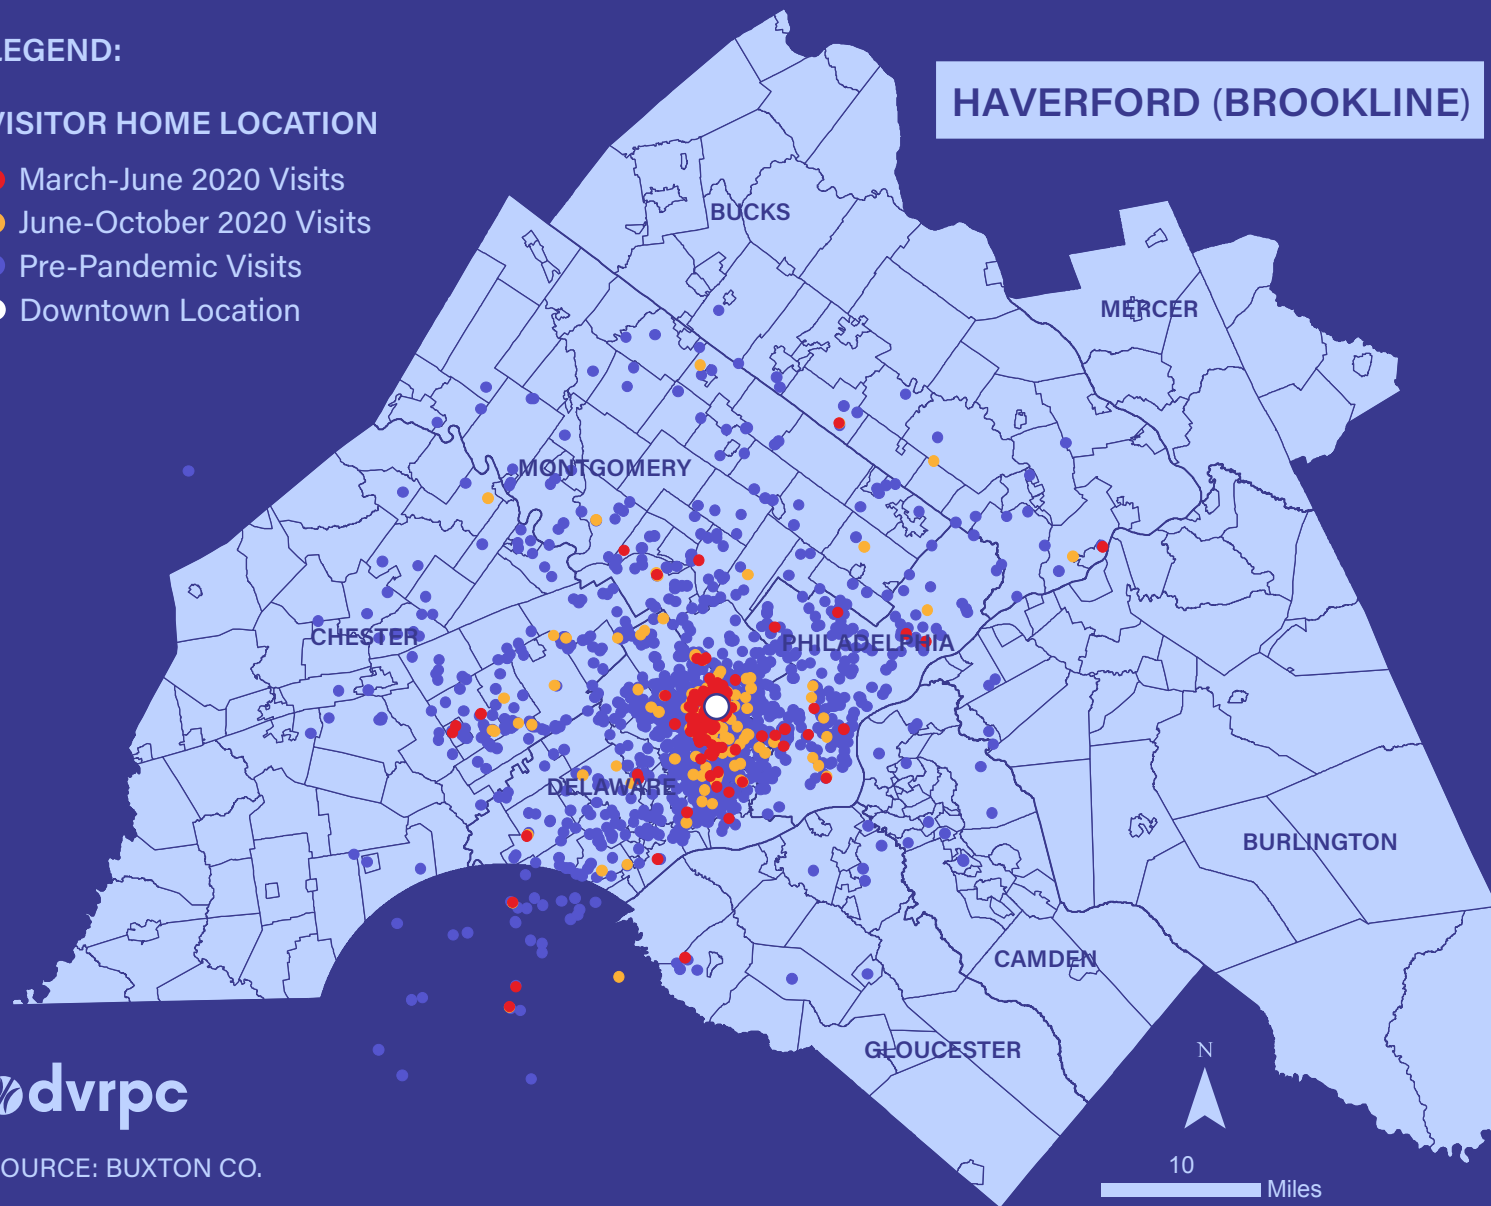 LEGEND:
HAVERFORD (BROOKLINE)
VISITOR HOME LOCATION
March-June 2020 Visits
June-October 2020 Visits
Pre-Pandemic Visits
Downtown Location
BUCKS
MERCER
MONTGOMERY
CHESTER
PHILADELPHIA
DELAWARE
BURLINGTON
CAMDEN
GLOUCESTER
N
dvrpc
OURCE: BUXTON CO.
10
Miles